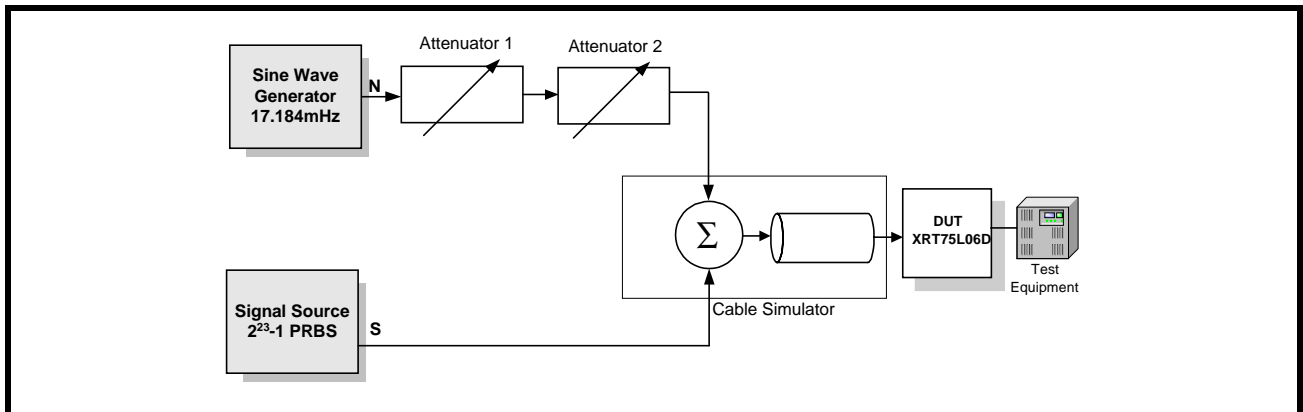 Attenuator 1
Attenuator 2
Sine Wave
Generator
17.184mHz
N
Σ
DUT
XRT75L06D
Test
Equipment
Cable Simulator
Signal Source
2²³-1 PRBS
S